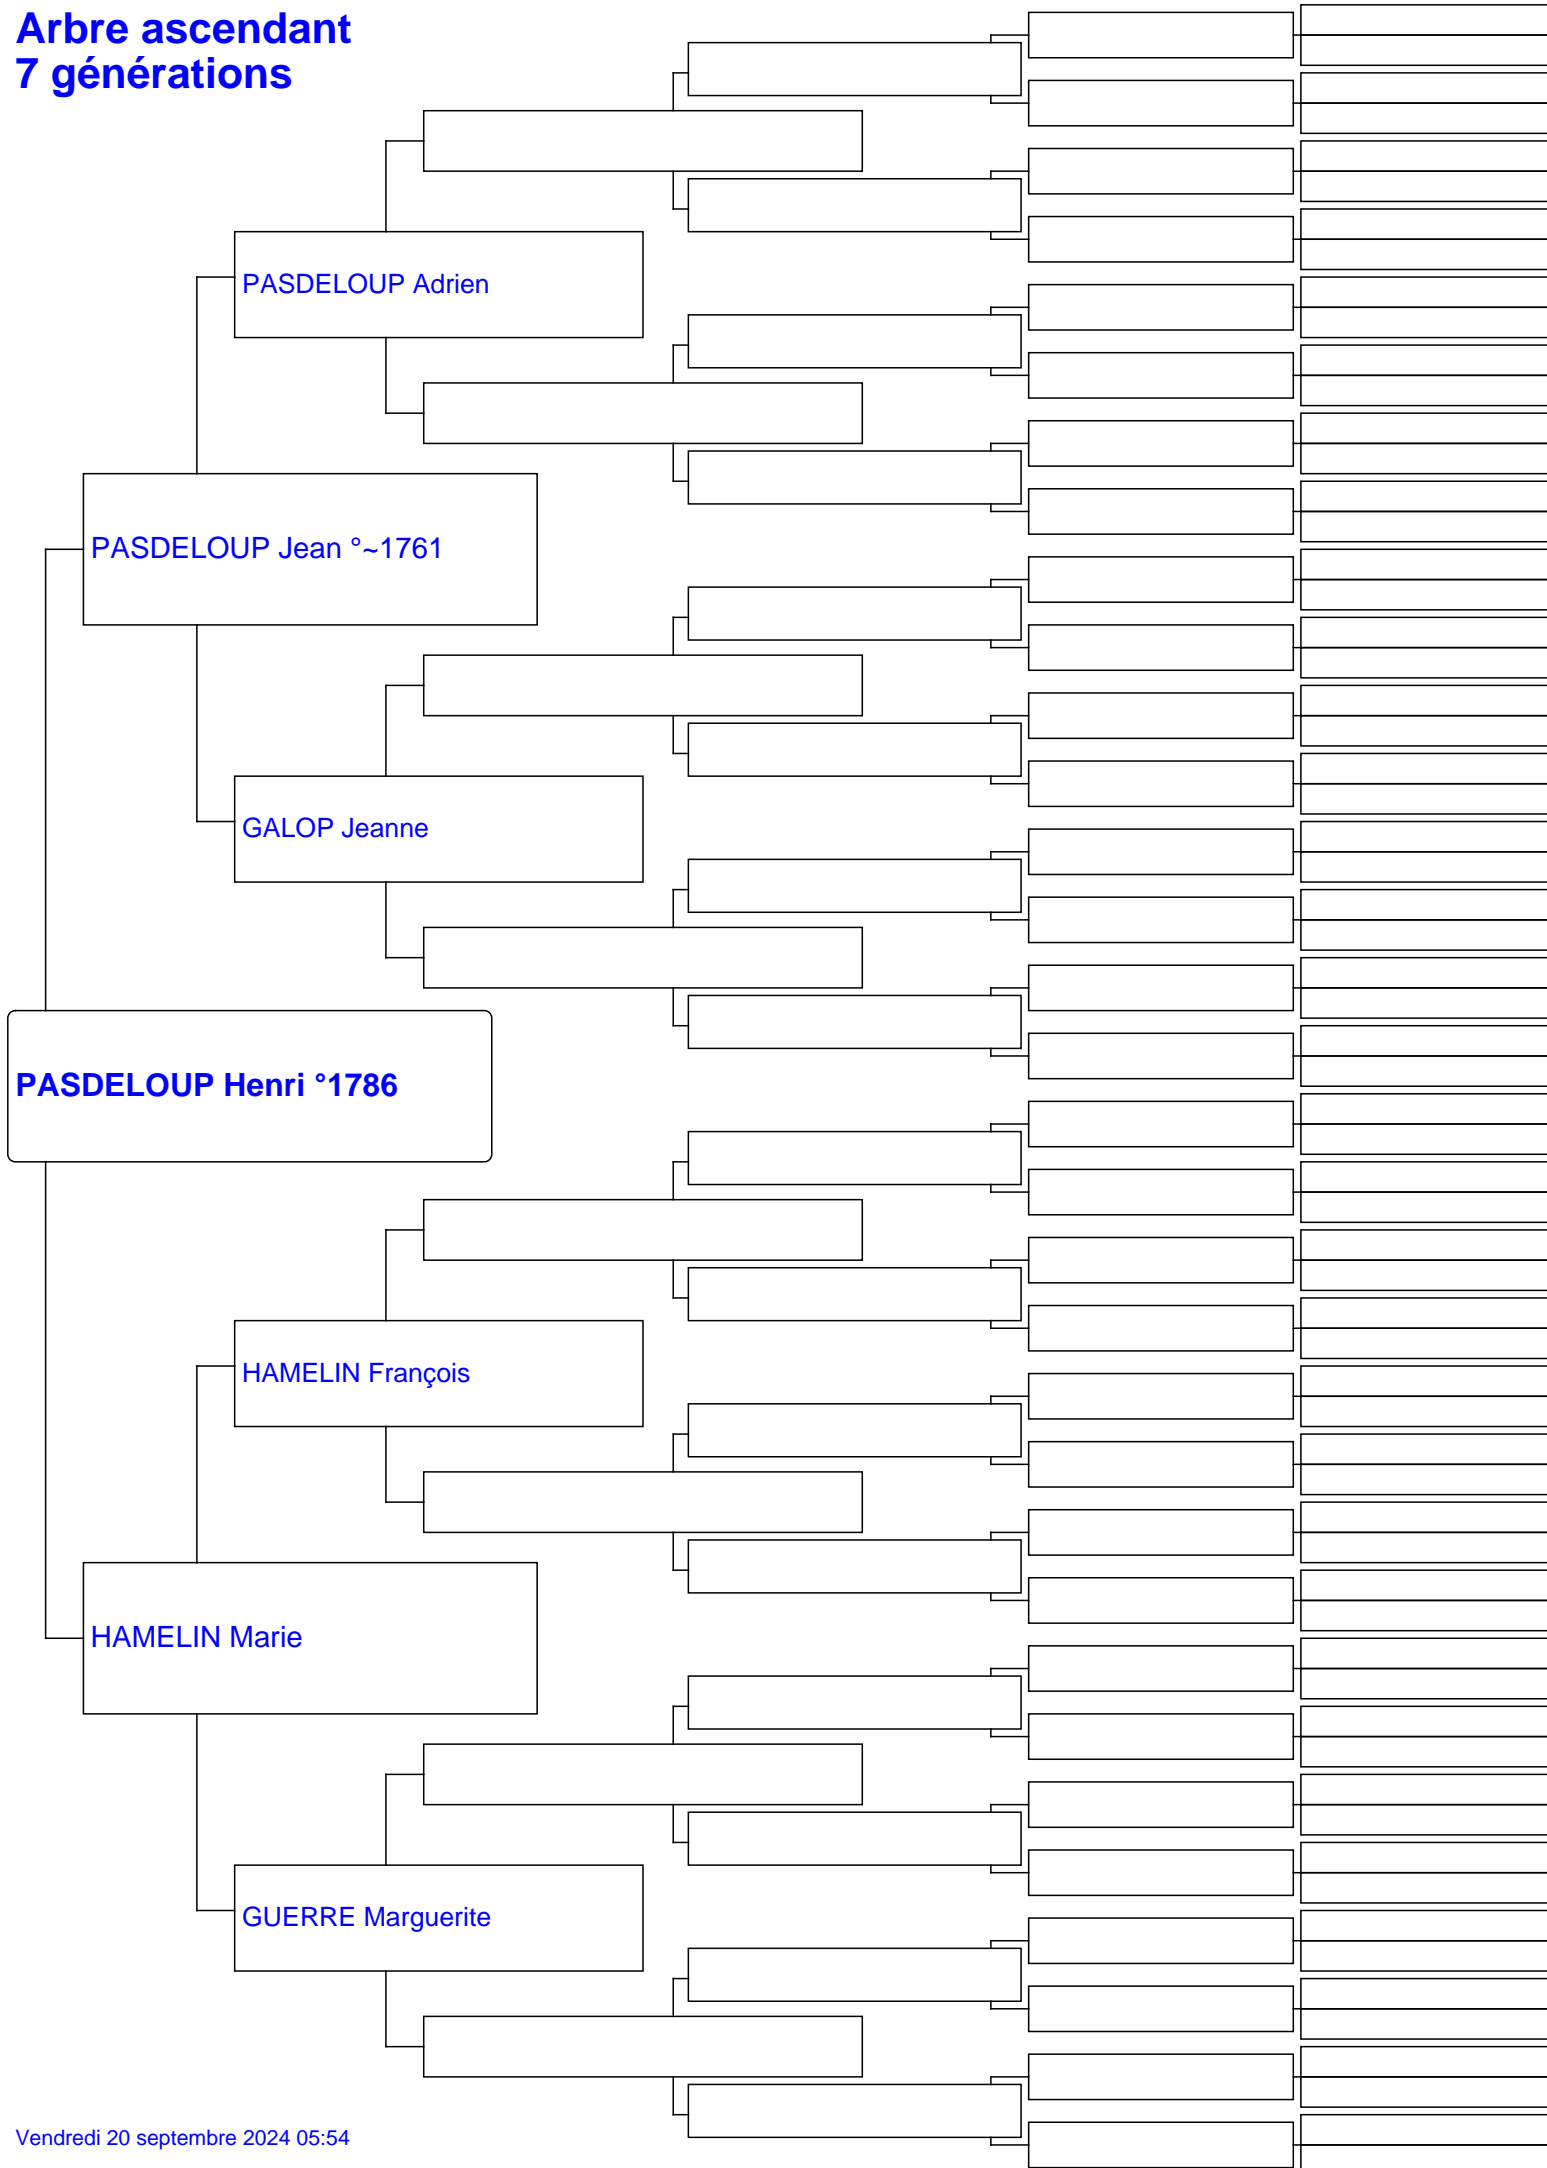 Arbre ascendant
7 générations
PASDELOUP Adrien
PASDELOUP Jean °~1761
GALOP Jeanne
PASDELOUP Henri °1786
HAMELIN François
HAMELIN Marie
GUERRE Marguerite
Vendredi 20 septembre 2024 05:54